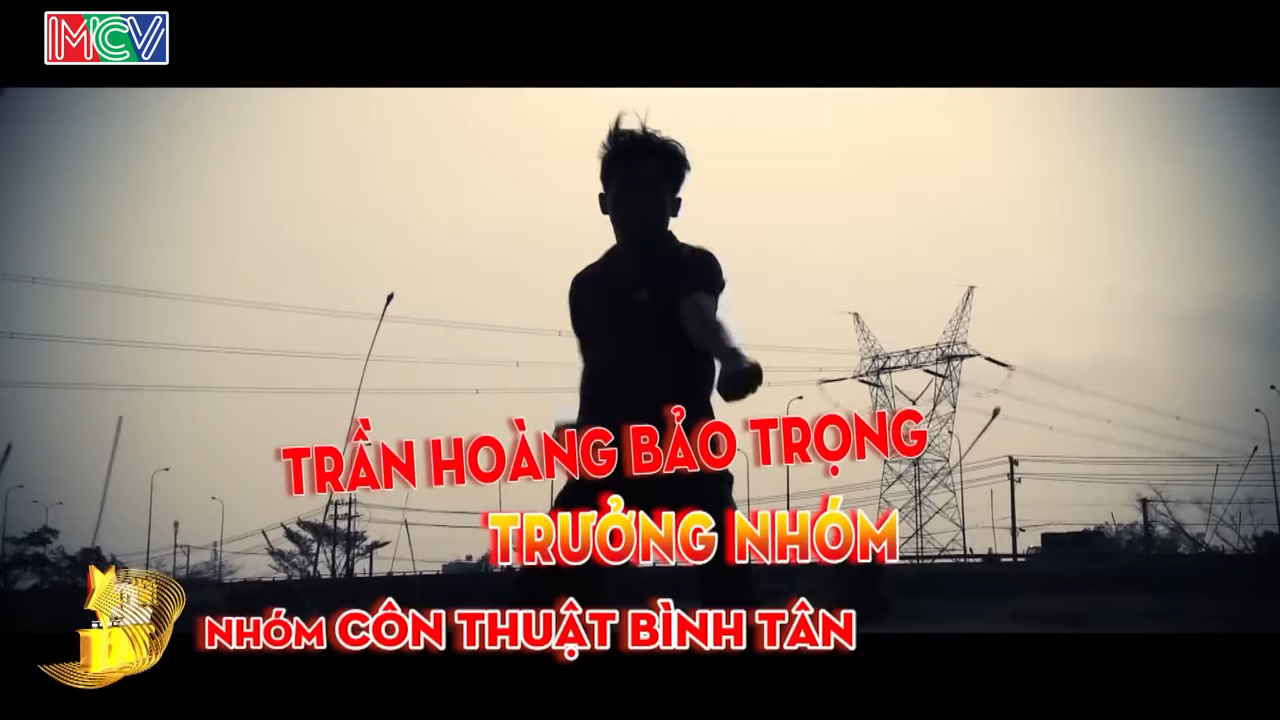 MCV
TRẦN HOÀNG BẢO TRỌNG
TRƯỞNG NHÓM
NHÓM CÔN THUẬT BÌNH TÂN